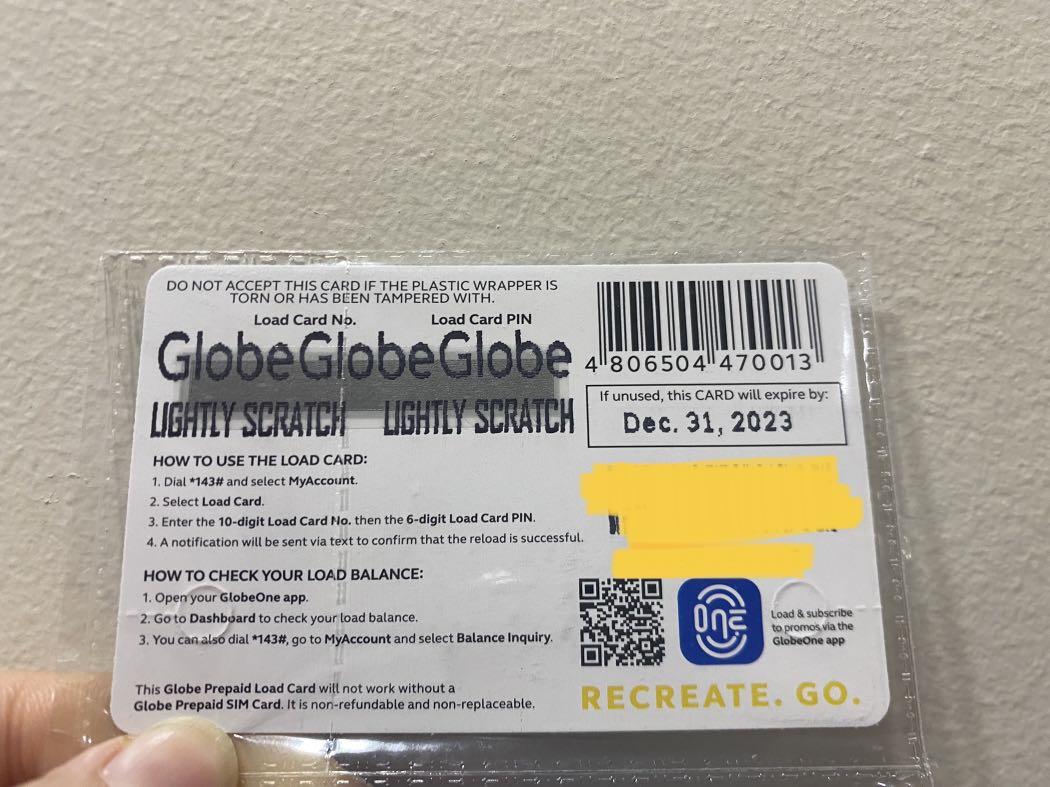 DO NOT ACCEPT THIS CARD IF THE PLASTIC WRAPPER IS
TORN OR HAS BEEN TAMPERED WITH.
Load Card No. Load Card PIN
Globe Globe Globe
LIGHTLY SCRATCH LIGHTLY SCRATCH
4 806504 470013
If unused, this CARD will expire by:
Dec. 31, 2023
HOW TO USE THE LOAD CARD:
1. Dial *143# and select MyAccount.
2. Select Load Card.
3. Enter the 10-digit Load Card No. then the 6-digit Load Card PIN.
4. A notification will be sent via text to confirm that the reload is successful.
HOW TO CHECK YOUR LOAD BALANCE:
1. Open your GlobeOne app.
2. Go to Dashboard to check your load balance.
3. You can also dial *143#, go to MyAccount and select Balance Inquiry.
This Globe Prepaid Load Card will not work without a
Globe Prepaid SIM Card. It is non-refundable and non-replaceable.
ONE
Load & subscribe
to promos via the
GlobeOne app
RECREATE. GO.